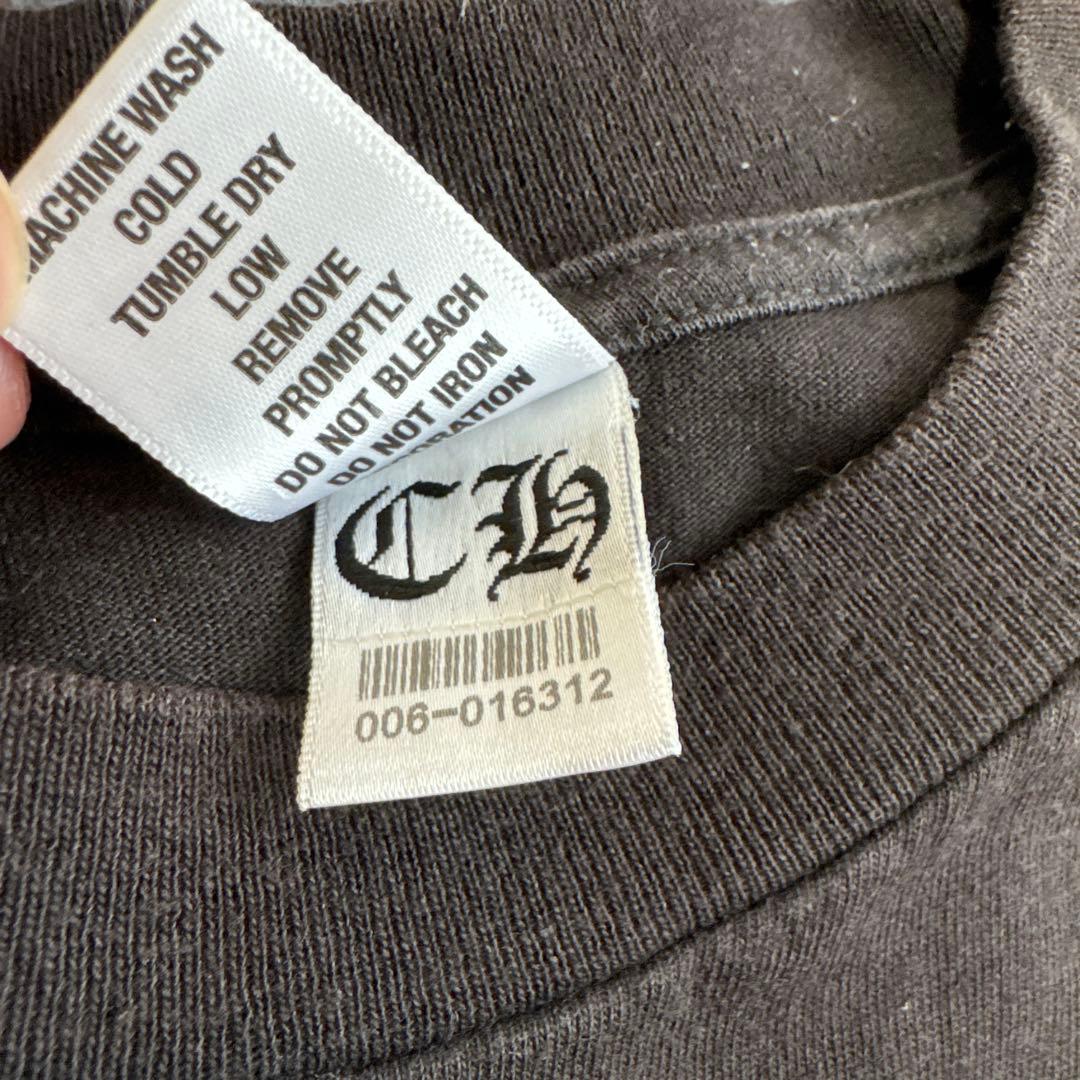 MACHINE WASH
COLD
TUMBLE DRY
LOW
REMOVE
PROMPTLY
DO NOT BLEACH
DO NOT IRON
CH
006-016312